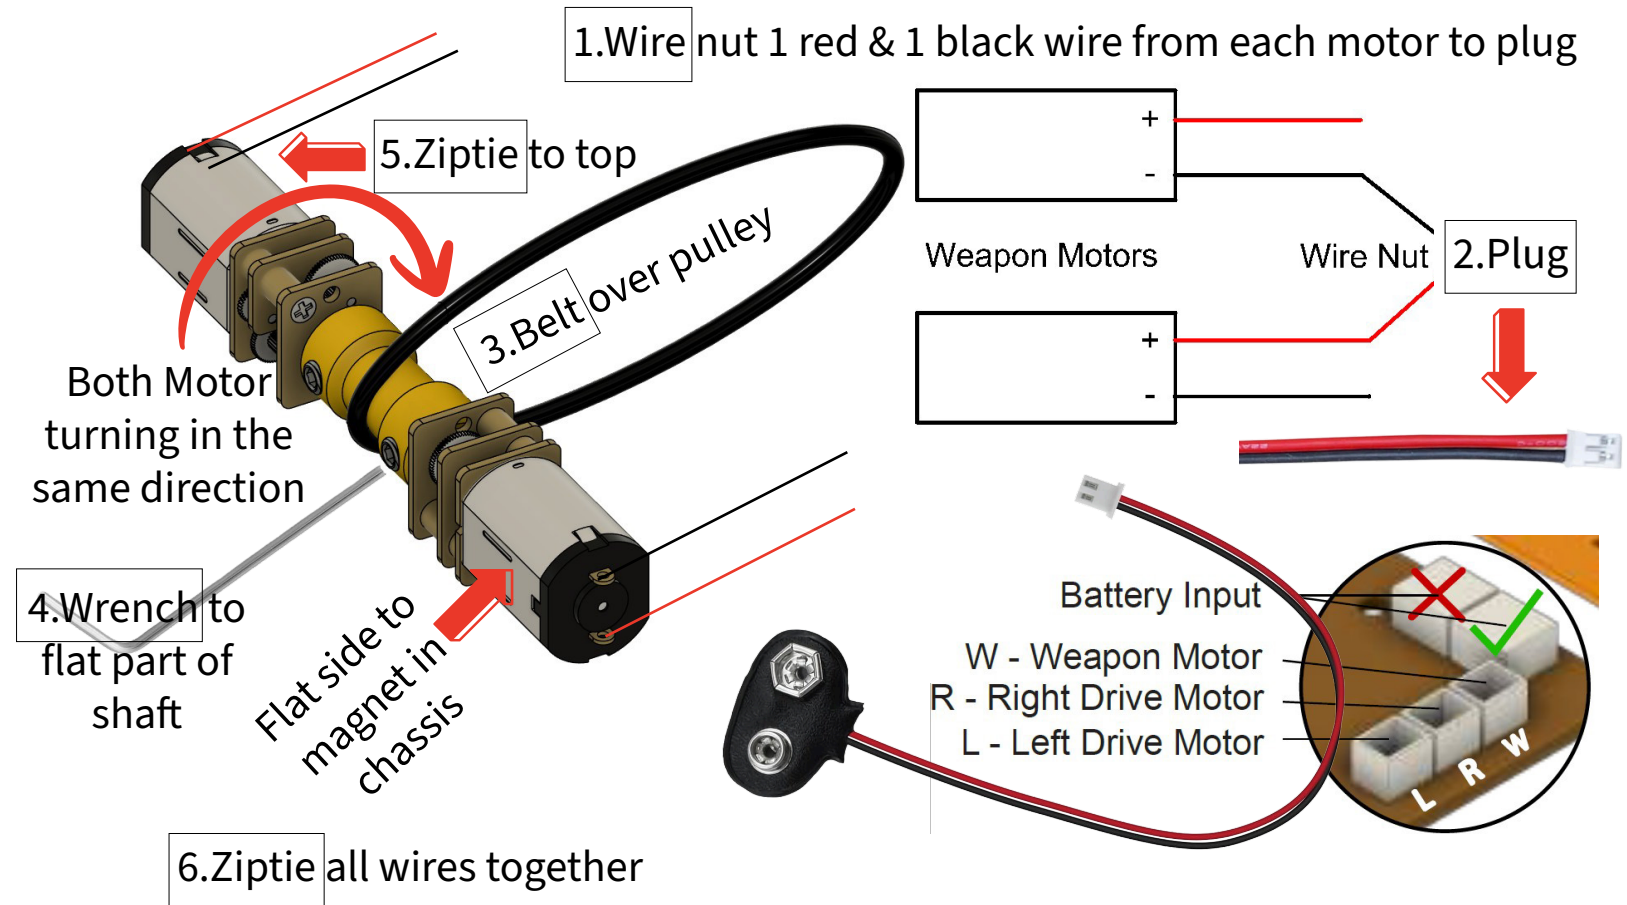 1.Wire nut 1 red & 1 black wire from each motor to plug
5.Ziptie to top
+
-
Weapon Motors
Wire Nut
2.Plug
+
-
3.Belt over pulley
Both Motor
turning in the
same direction
4.Wrench to
flat part of
shaft
Flat side to
magnet in
chassis
Battery Input
W - Weapon Motor
R - Right Drive Motor
L - Left Drive Motor
L R W
6.Ziptie all wires together